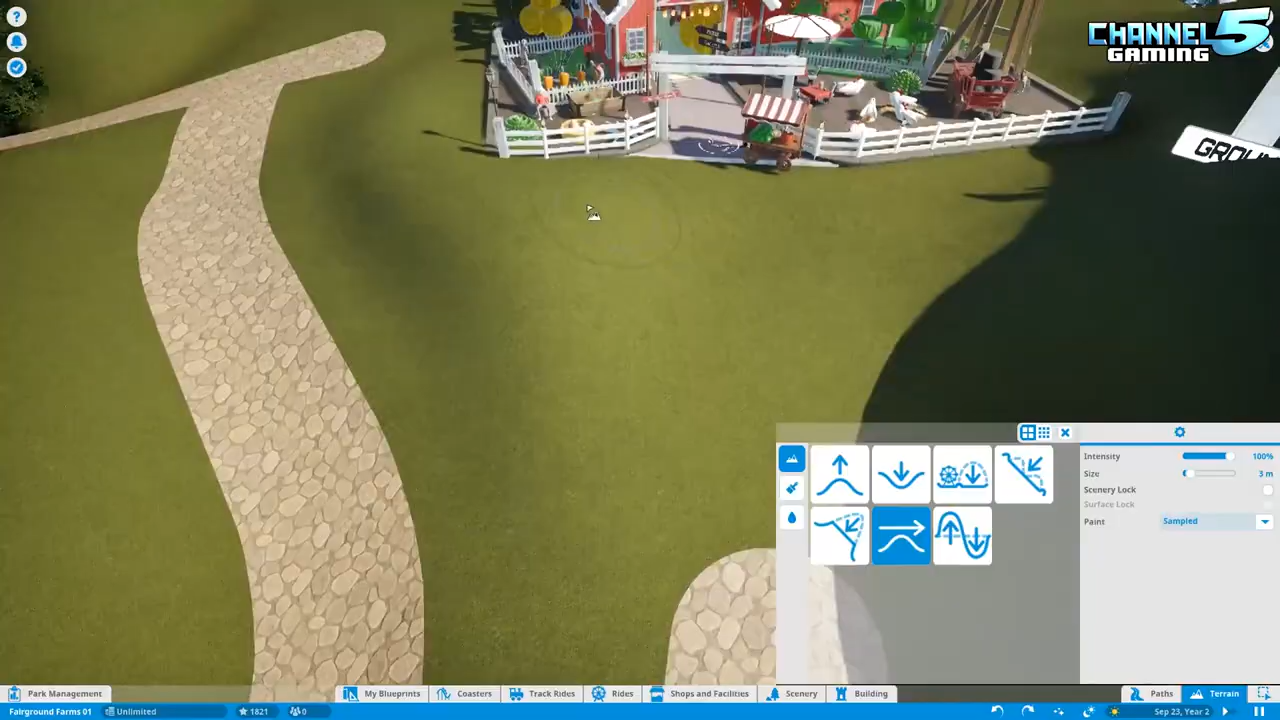 CHANNEL 5
GAMING
GROU
Intensity 100%
Size 3 m
Scenery Lock
Surface Lock
Paint Sampled
Park Management My Blueprints Coasters Track Rides Rides Shops and Facilities Scenery Building Paths Terrain
Fairground Farms 01 Unlimited 1821 0 Sep 23, Year 2